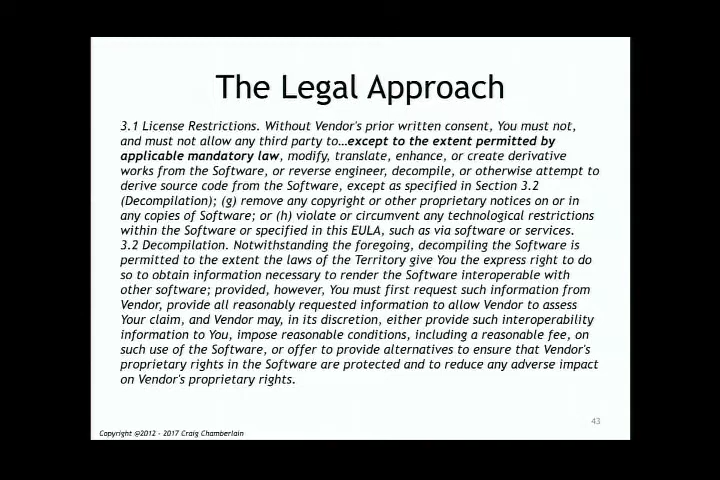 The Legal Approach
3.1 License Restrictions. Without Vendor's prior written consent, You must not,
and must not allow any third party to…except to the extent permitted by
applicable mandatory law, modify, translate, enhance, or create derivative
works from the Software, or reverse engineer, decompile, or otherwise attempt to
derive source code from the Software, except as specified in Section 3.2
(Decompilation); (g) remove any copyright or other proprietary notices on or in
any copies of Software; or (h) violate or circumvent any technological restrictions
within the Software or specified in this EULA, such as via software or services.
3.2 Decompilation. Notwithstanding the foregoing, decompiling the Software is
permitted to the extent the laws of the Territory give You the express right to do
so to obtain information necessary to render the Software interoperable with
other software; provided, however, You must first request such information from
Vendor, provide all reasonably requested information to allow Vendor to assess
Your claim, and Vendor may, in its discretion, either provide such interoperability
information to You, impose reasonable conditions, including a reasonable fee, on
such use of the Software, or offer to provide alternatives to ensure that Vendor's
proprietary rights in the Software are protected and to reduce any adverse impact
on Vendor's proprietary rights.
43
Copyright @2012 - 2017 Craig Chamberlain